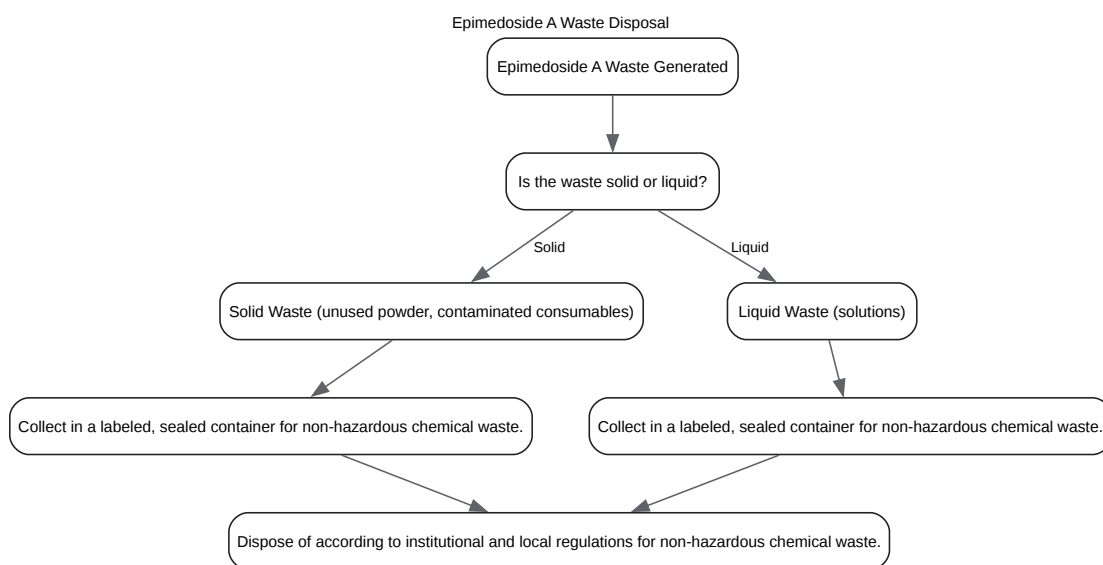 Epimedoside A Waste Disposal
Epimedoside A Waste Generated
Is the waste solid or liquid?
Solid
Liquid
Solid Waste (unused powder, contaminated consumables)
Liquid Waste (solutions)
Collect in a labeled, sealed container for non-hazardous chemical waste.
Collect in a labeled, sealed container for non-hazardous chemical waste.
Dispose of according to institutional and local regulations for non-hazardous chemical waste.